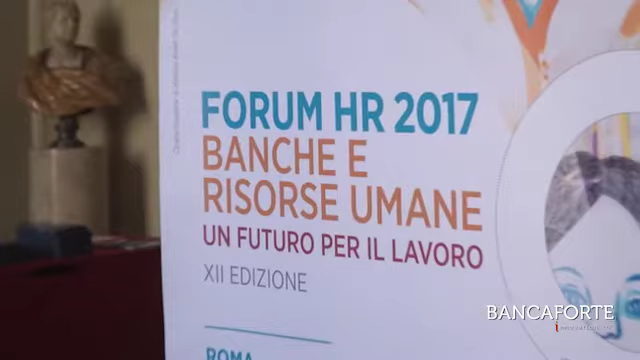 FORUM HR 2017
BANCHE E
RISORSE UMANE
UN FUTURO PER IL LAVORO
XII EDIZIONE
ROMA
BANCAFORTE